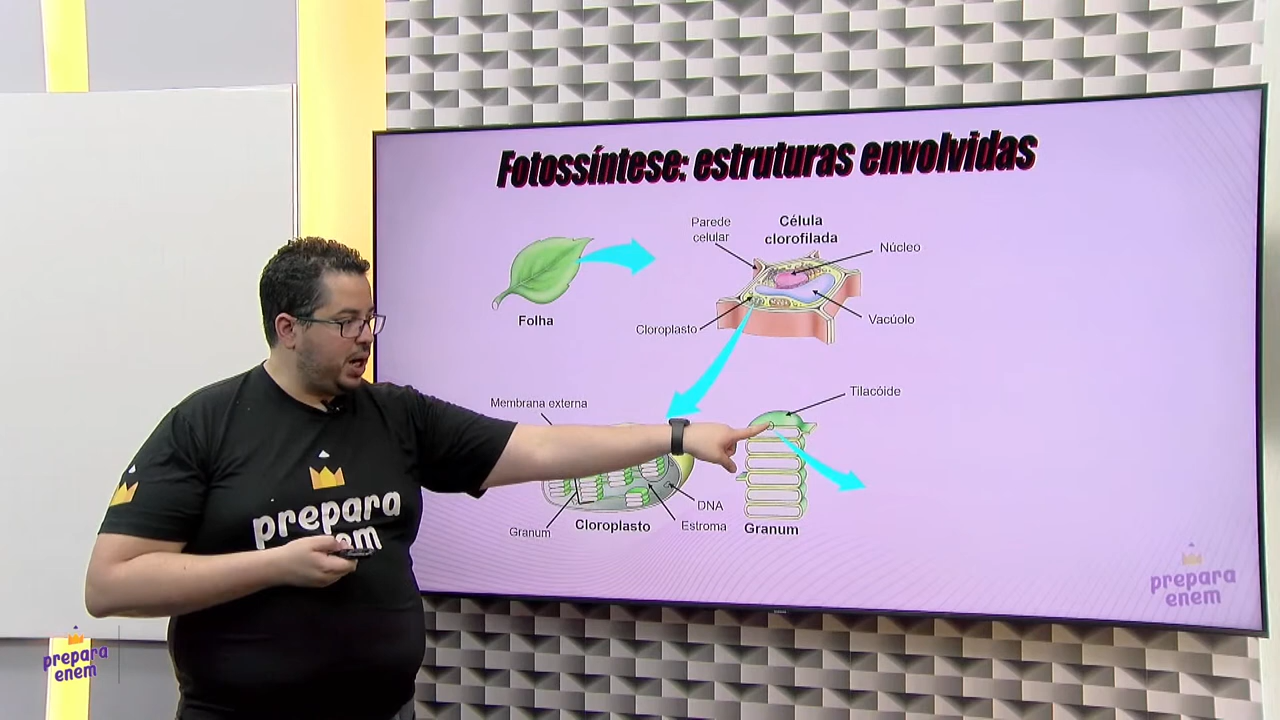 Fotossíntese: estruturas envolvidas
Parede
celular
Célula
clorofilada
Núcleo
Folha
Cloroplasto
Vacúolo
Membrana externa
Tilacóide
DNA
Granum
Cloroplasto
Estroma
Granum
prepara
enem
prepara
enem
prepara
enem